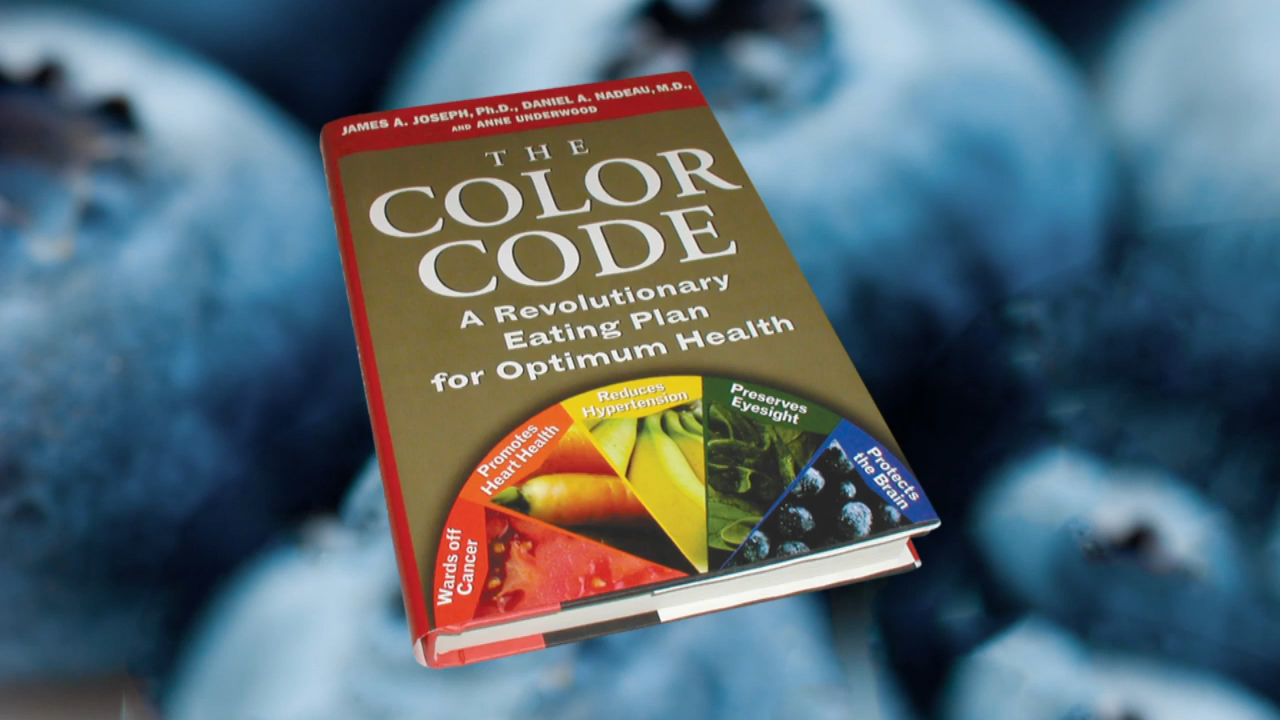 JAMES A. JOSEPH, Ph.D., DANIEL A. NADEAU, M.D.,
AND ANNE UNDERWOOD
THE
COLOR
CODE
A Revolutionary
Eating Plan
for Optimum Health
Wards off
Cancer
Promotes
Heart Health
Reduces
Hypertension
Preserves
Eyesight
Protects
the Brain